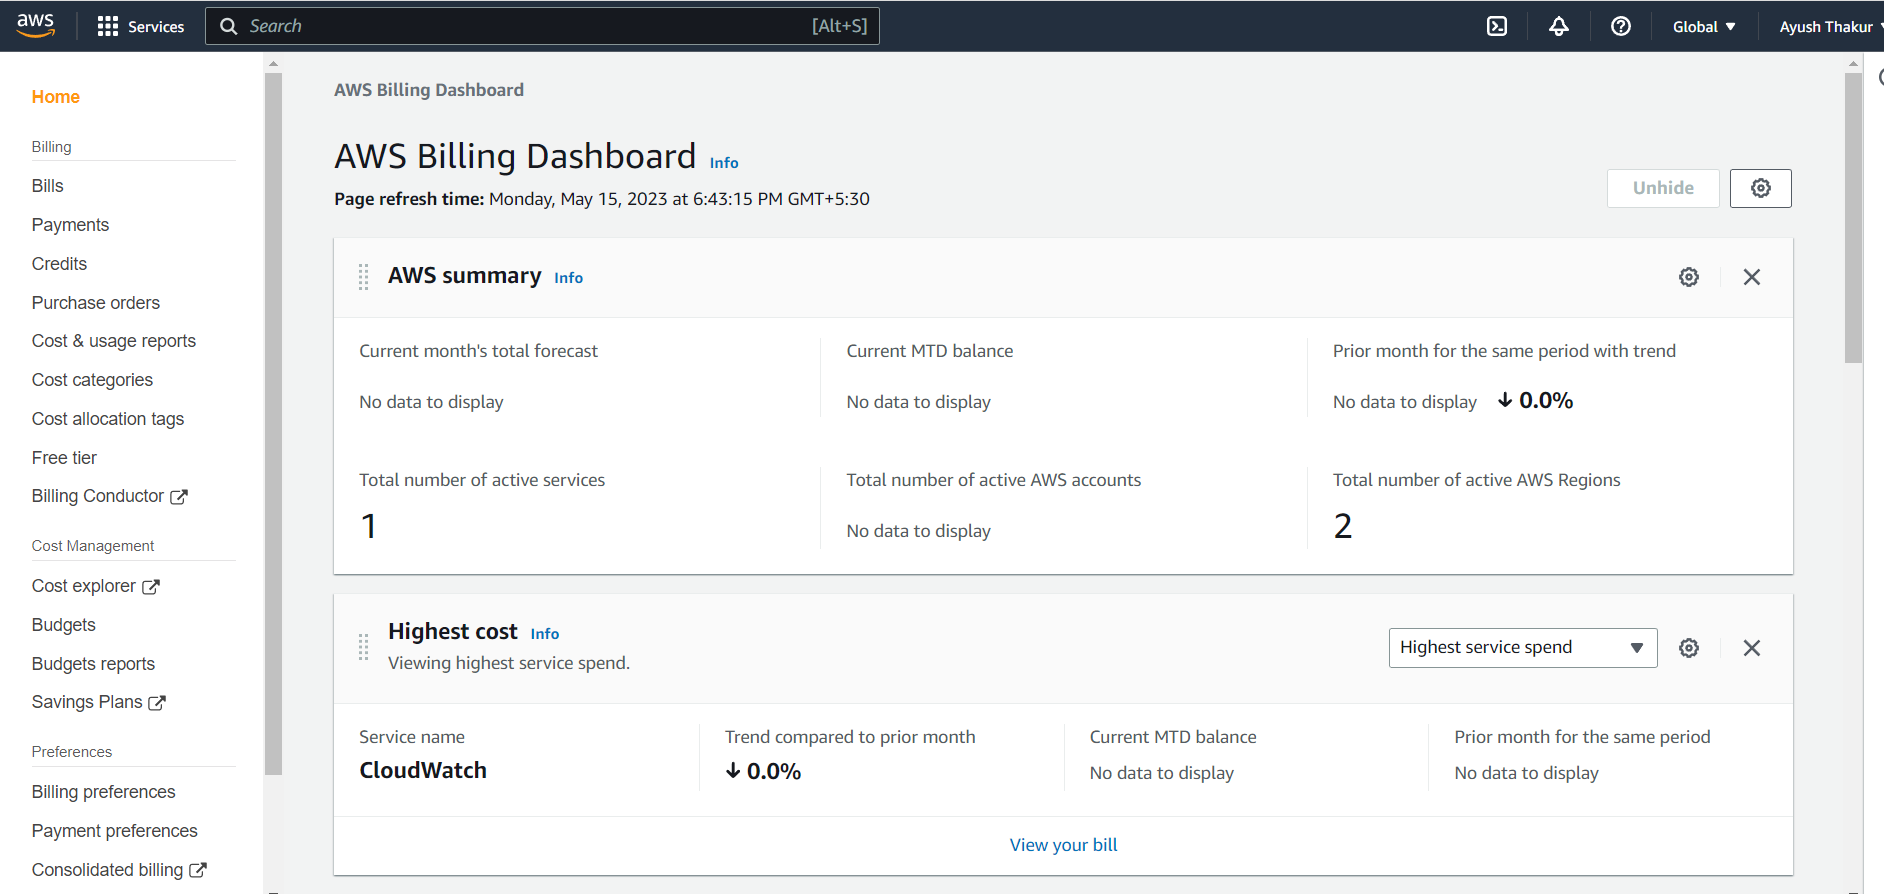 aws
Services
Search [Alt+S]
Global
Ayush Thakur
Home
Billing
Bills
Payments
Credits
Purchase orders
Cost & usage reports
Cost categories
Cost allocation tags
Free tier
Billing Conductor
Cost Management
Cost explorer
Budgets
Budgets reports
Savings Plans
Preferences
Billing preferences
Payment preferences
Consolidated billing
AWS Billing Dashboard
AWS Billing Dashboard Info
Page refresh time: Monday, May 15, 2023 at 6:43:15 PM GMT+5:30
Unhide
AWS summary Info
Current month's total forecast
No data to display
Current MTD balance
No data to display
Prior month for the same period with trend
No data to display 0.0%
Total number of active services
1
Total number of active AWS accounts
No data to display
Total number of active AWS Regions
2
Highest cost Info
Viewing highest service spend.
Highest service spend
Service name
CloudWatch
Trend compared to prior month
0.0%
Current MTD balance
No data to display
Prior month for the same period
No data to display
View your bill